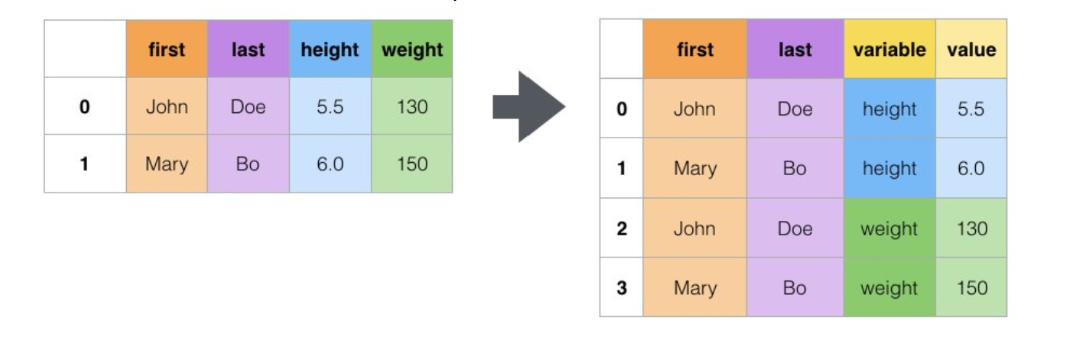 first last height weight
0 John Doe 5.5 130
1 Mary Bo 6.0 150
first last variable value
0 John Doe height 5.5
1 Mary Bo height 6.0
2 John Doe weight 130
3 Mary Bo weight 150